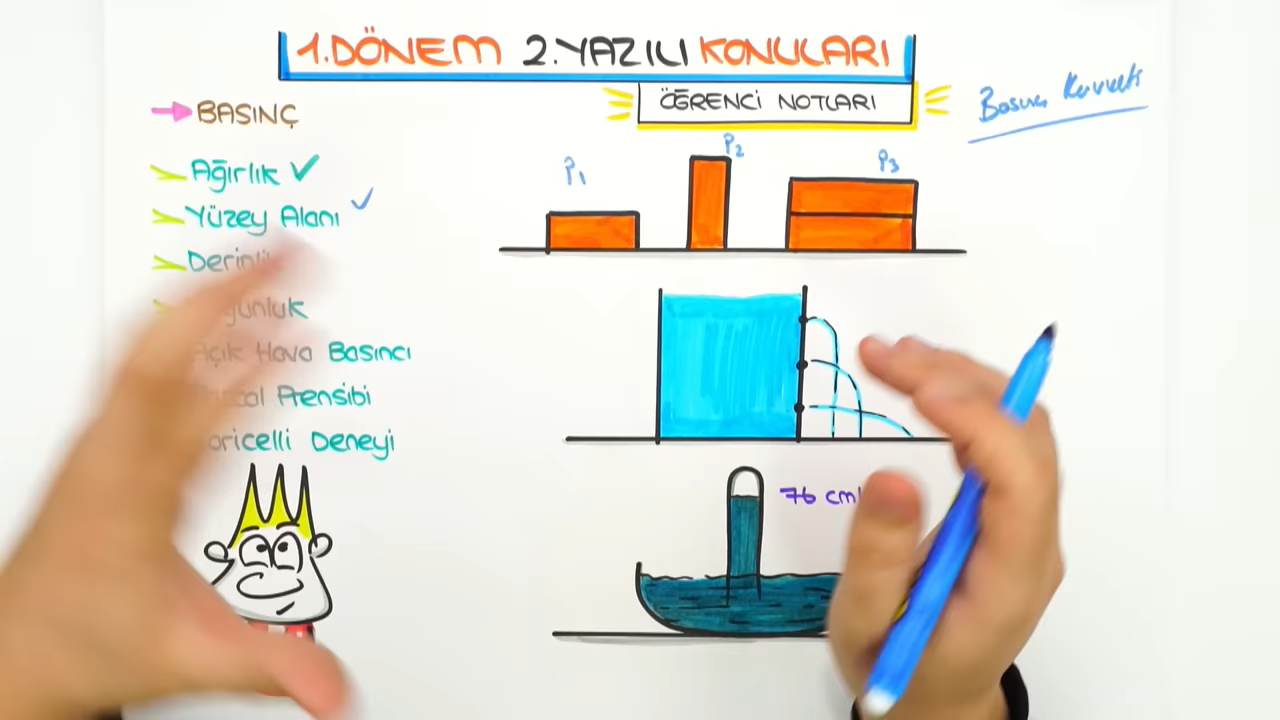 1.DÖNEM 2.YAZILI KONULARI
ÖĞRENCİ NOTLARI
Basınç Kuvveti
BASINÇ
Ağırlık
Yüzey Alanı
Açık Hava Basıncı
Prensibi
Deneyi
P1
P2
P3
76 cm